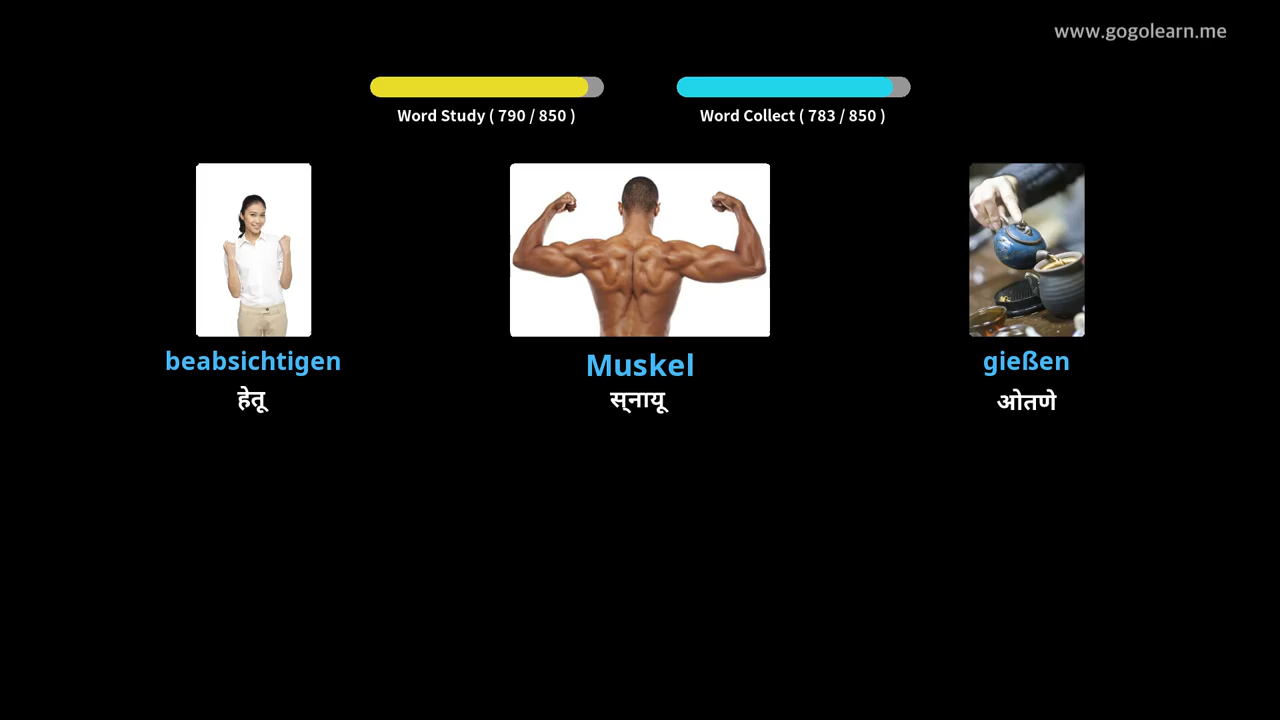 www.gogolearn.me
Word Study ( 790 / 850 )
Word Collect ( 783 / 850 )
beabsichtigen
हेतू
Muskel
स्नायू
gießen
ओतणे